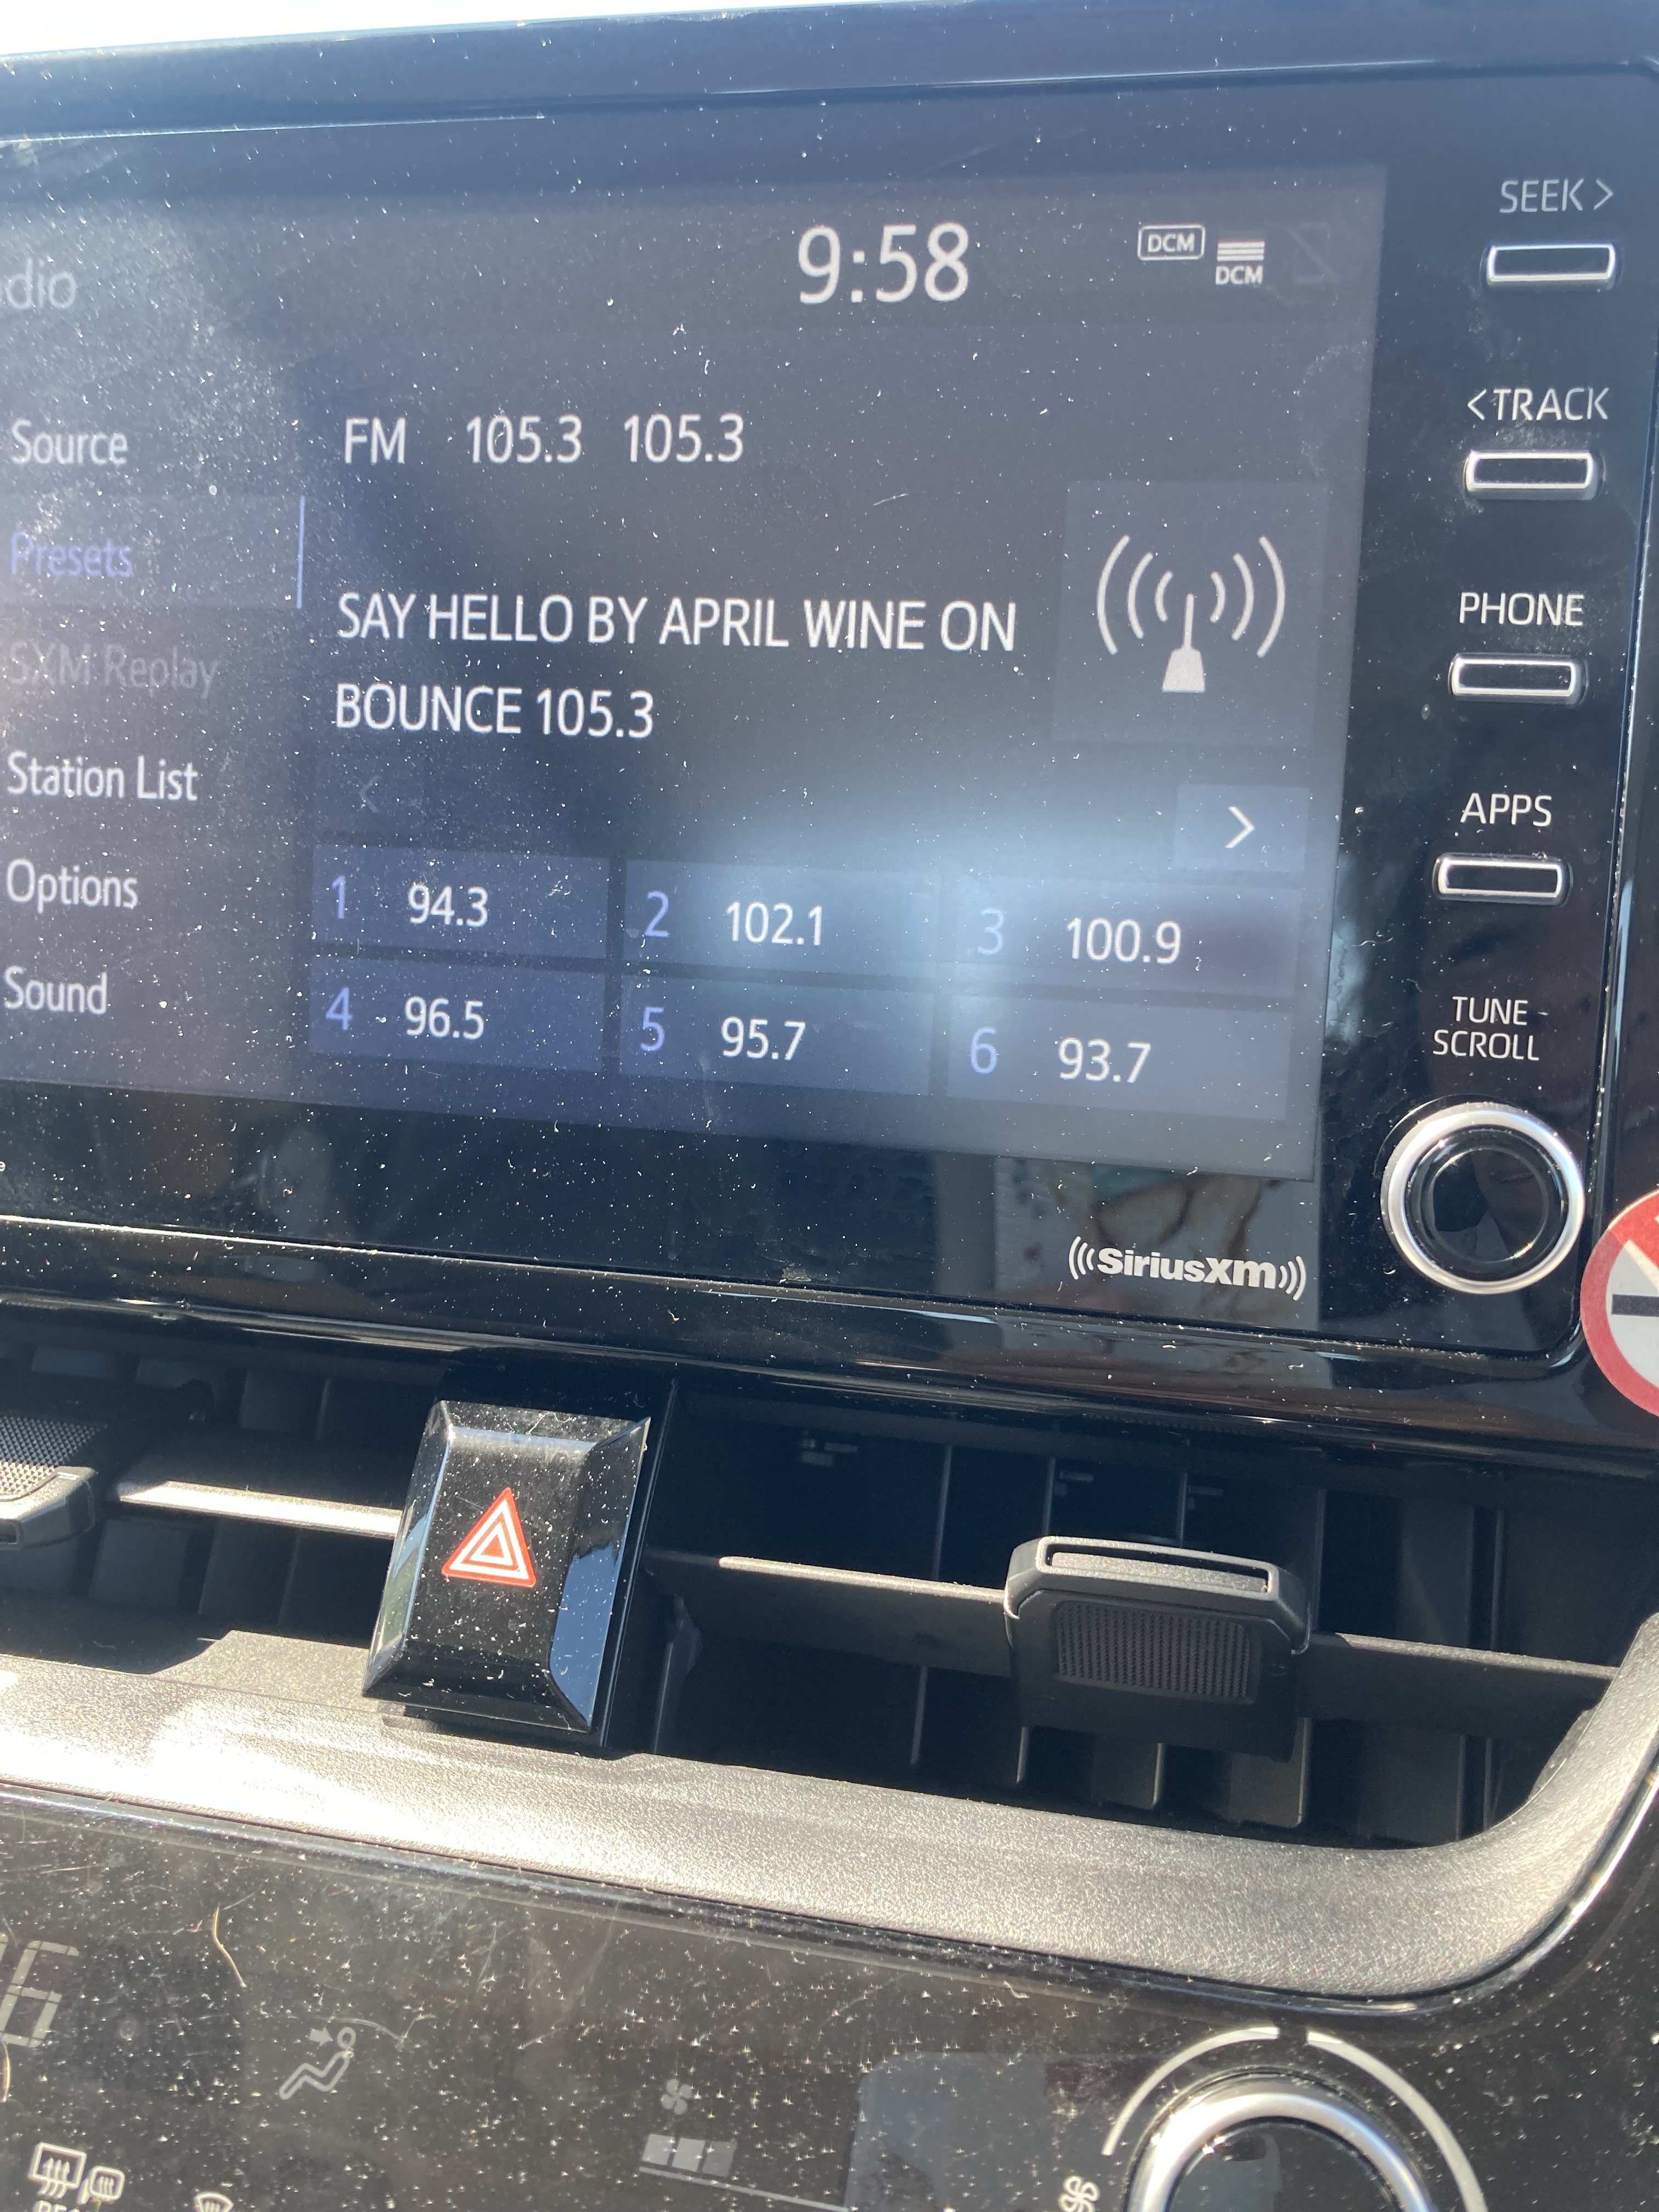 SEEK >
9:58
DCM
DCM
dio
< TRACK
Source
FM 105.3 105.3
Presets
PHONE
SAY HELLO BY APRIL WINE ON
BOUNCE 105.3
SXM Replay
Station List
< >
APPS
Options
1 94.3 2 102.1 3 100.9
Sound
4 96.5 5 95.7 6 93.7
TUNE -
SCROLL
SiriusXM